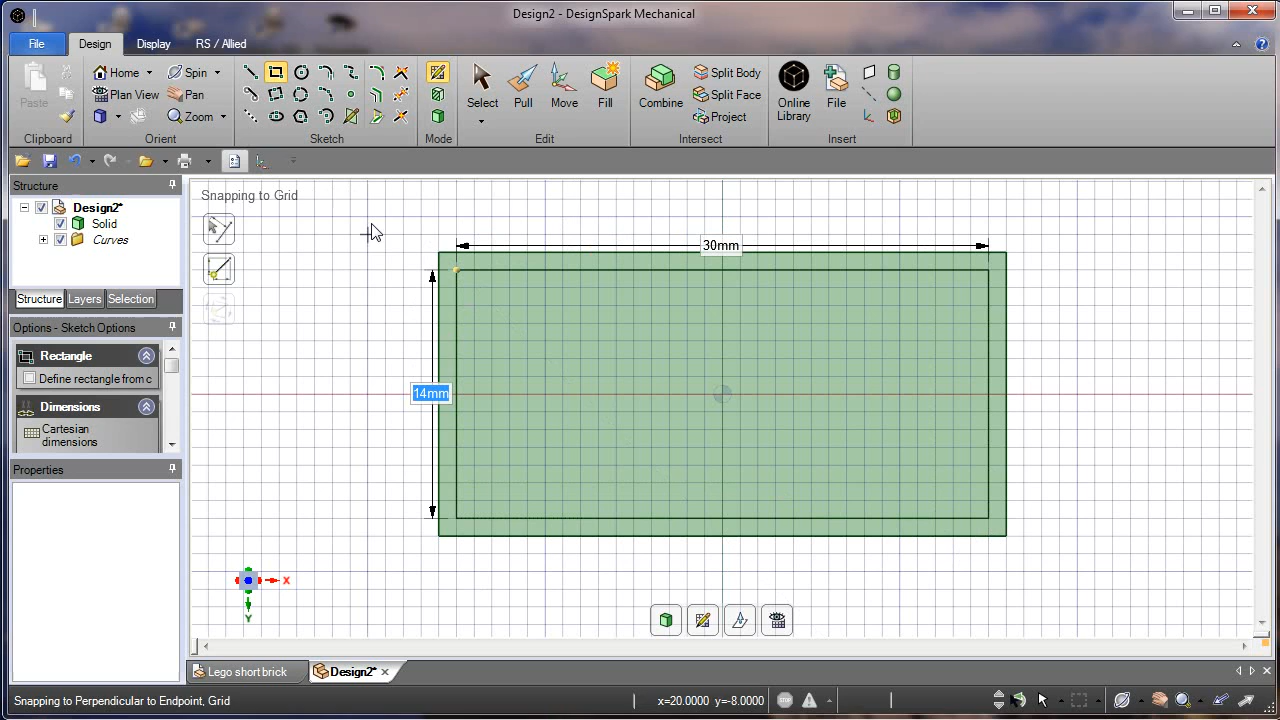 Design2 - DesignSpark Mechanical
File Design Display RS / Allied
Paste
Home Spin
Plan View Pan
Zoom
Select Pull Move Fill
Combine
Split Body
Split Face
Project
Online Library
File
Clipboard Orient Sketch Mode Edit Intersect Insert
Structure
Design2*
Solid
Curves
Structure Layers Selection
Options - Sketch Options
Rectangle
Define rectangle from c
Dimensions
Cartesian
dimensions
Properties
Snapping to Grid
30mm
14mm
X
Y
Lego short brick
Design2*
Snapping to Perpendicular to Endpoint, Grid
x=20.0000 y=-8.0000